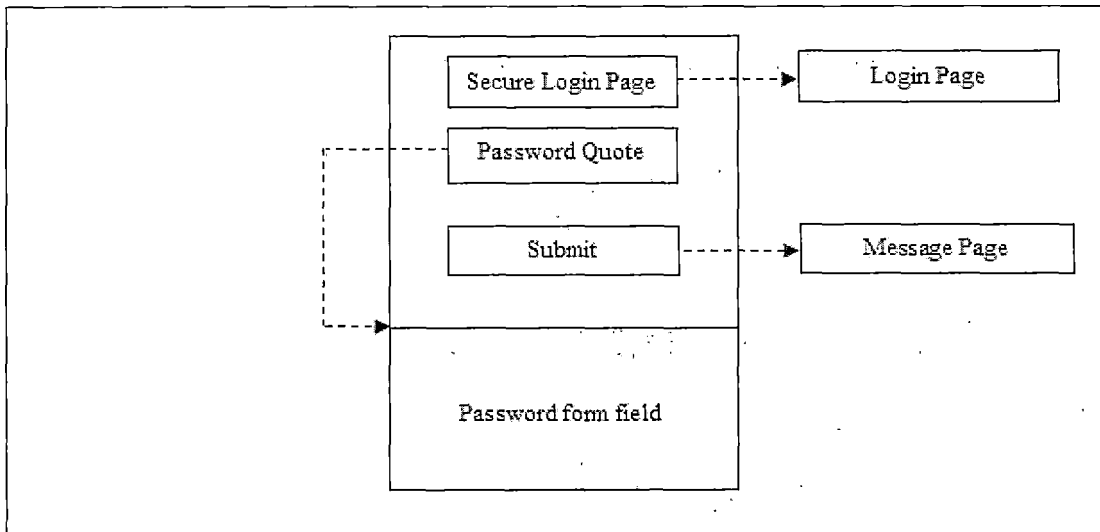 Secure Login Page
Login Page
Password Quote
Submit
Message Page
Password form field